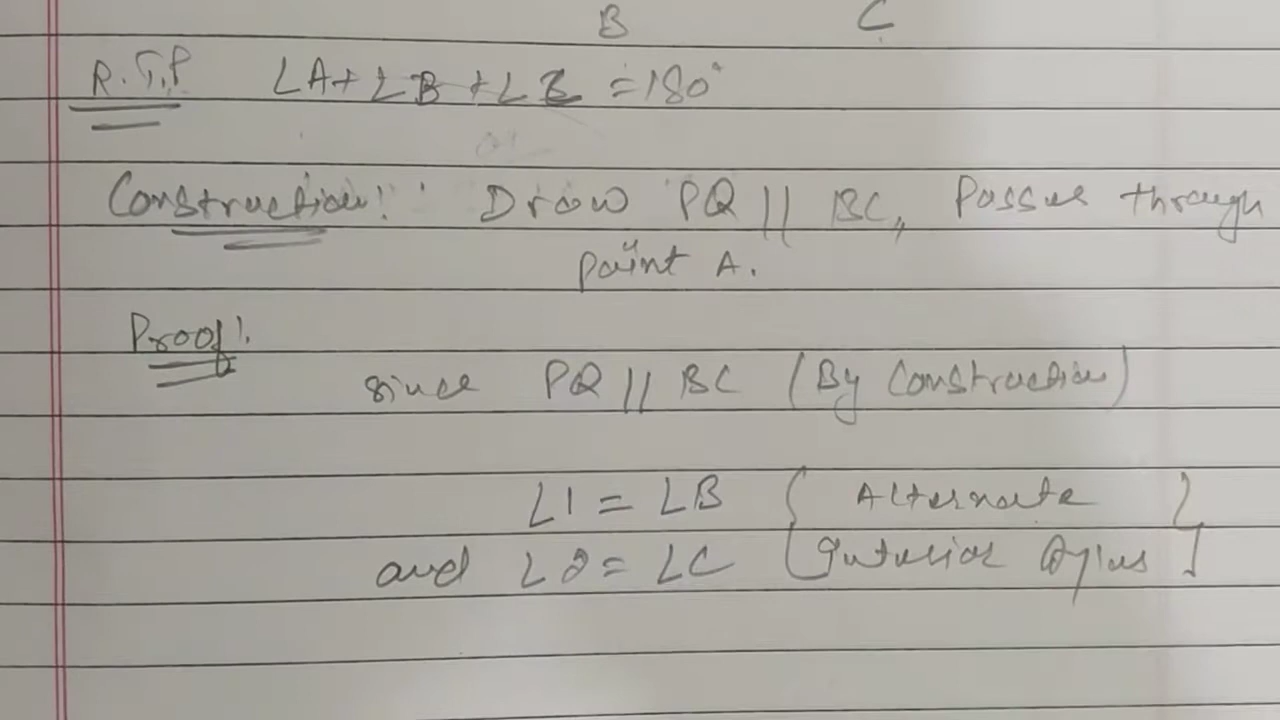 B C
R.T.P ∠A+ ∠B +∠C =180°
Construction: Draw PQ || BC, Passes through
point A.
Proof:
since PQ || BC (By Construction)
∠1 = ∠B { Alternate }
and ∠2 = ∠C [Interior Angles]